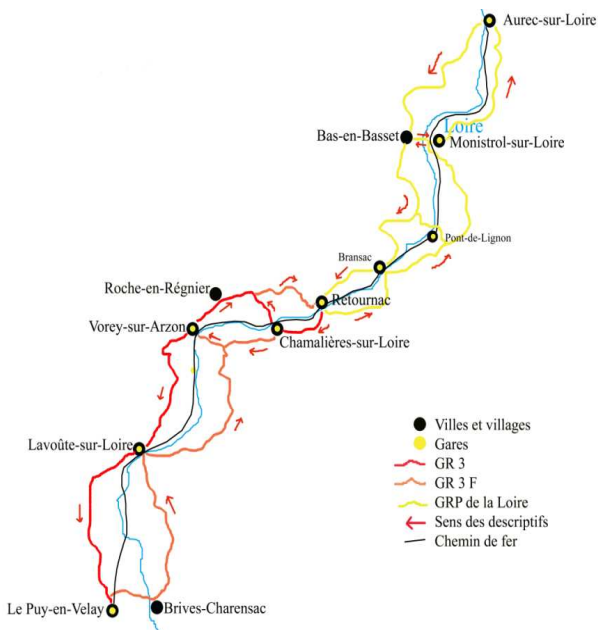 Aurec-sur-Loire
Loire
Bas-en-Basset
Monistrol-sur-Loire
Pont-de-Lignon
Bransac
Roche-en-Régnier
Retournac
Vorey-sur-Arzon
Chamalières-sur-Loire
Villes et villages
Gares
Lavoûte-sur-Loire
GR 3
GR 3 F
GRP de la Loire
Sens des descriptifs
Chemin de fer
Le Puy-en-Velay
Brives-Charensac